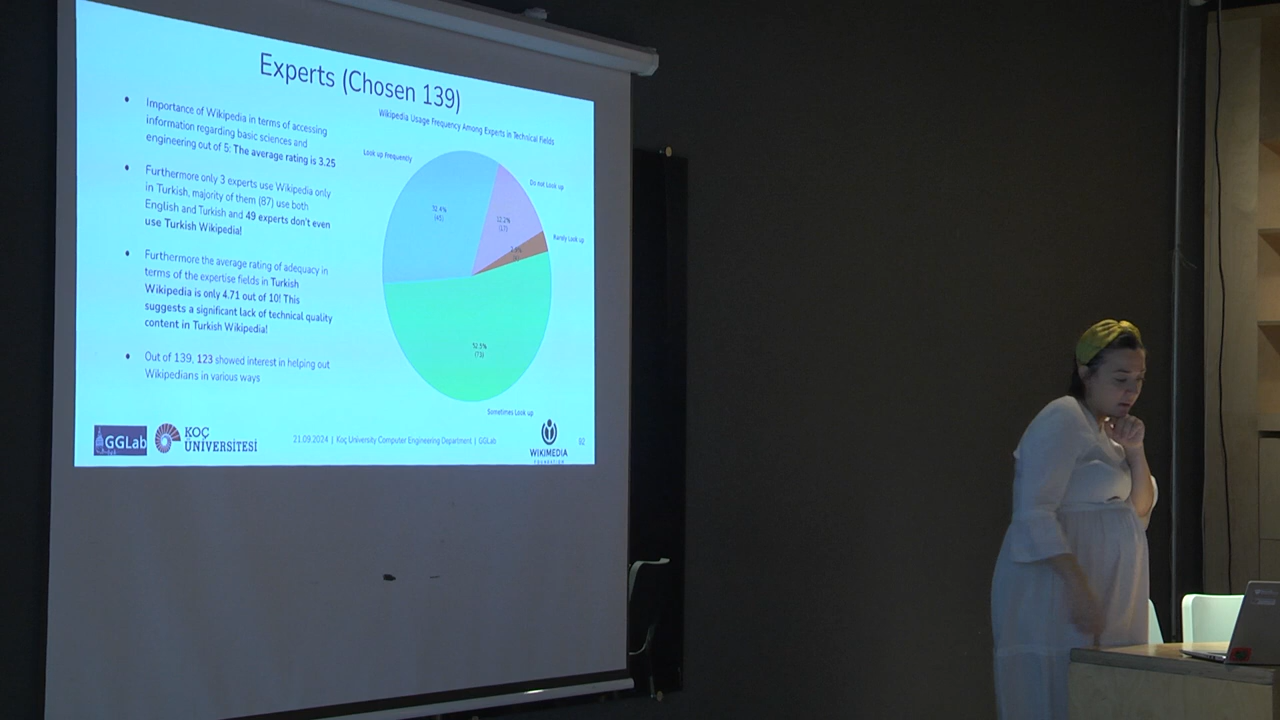 Experts (Chosen 139)
Importance of Wikipedia in terms of accessing
information regarding basic sciences and
engineering out of 5: The average rating is 3.25
Furthermore only 3 experts use Wikipedia only
in Turkish, majority of them (87) use both
English and Turkish and 49 experts don't even
use Turkish Wikipedia!
Furthermore the average rating of adequacy in
terms of the expertise fields in Turkish
Wikipedia is only 4.71 out of 10! This
suggests a significant lack of technical quality
content in Turkish Wikipedia!
Out of 139, 123 showed interest in helping out
Wikipedians in various ways
Wikipedia Usage Frequency Among Experts in Technical Fields
Look up Frequently
Do not Look up
Rarely Look up
Sometimes Look up
32.4%
(45)
12.2%
(17)
(73)
GGLab
KOÇ
ÜNİVERSİTESİ
21.09.2024 | Koç University Computer Engineering Department | GGLab
WIKIMEDIA
FOUNDATION
92